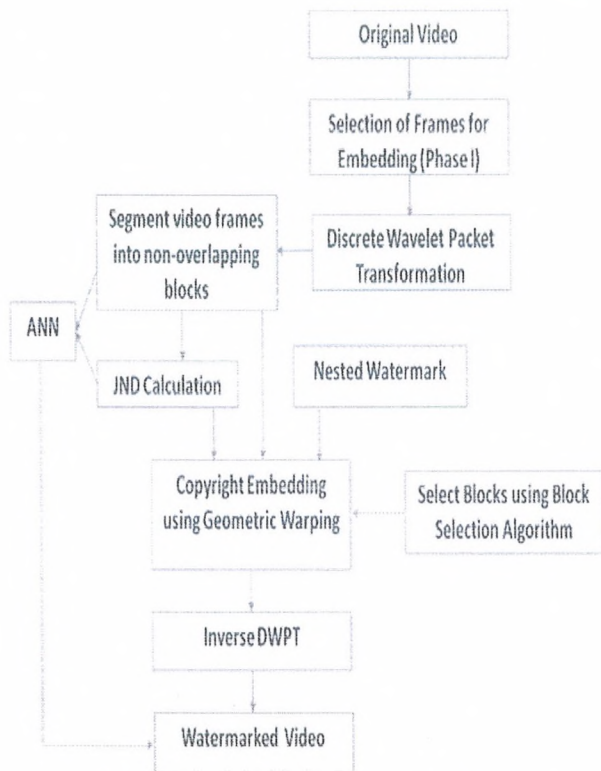 Original Video
Selection of Frames for
Embedding (Phase I)
Segment video frames
into non-overlapping
blocks
Discrete Wavelet Packet
Transformation
ANN
JND Calculation
Nested Watermark
Copyright Embedding
using Geometric Warping
Select Blocks using Block
Selection Algorithm
Inverse DWPT
Watermarked Video